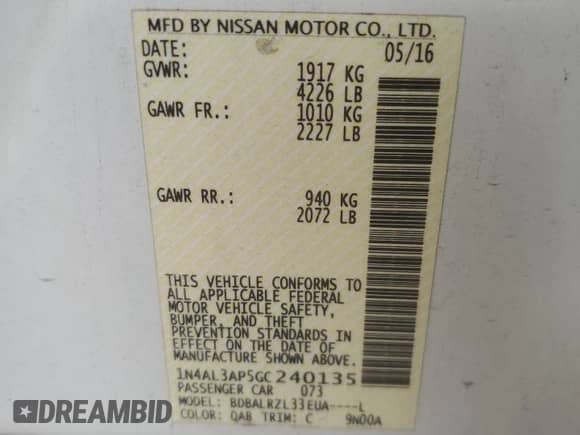 MFD BY NISSAN MOTOR CO., LTD.
DATE: 05/16
GVWR: 1917 KG
4226 LB
GAWR FR.: 1010 KG
2227 LB
GAWR RR.: 940 KG
2072 LB
THIS VEHICLE CONFORMS TO
ALL APPLICABLE FEDERAL
MOTOR VEHICLE SAFETY,
BUMPER, AND THEFT
PREVENTION STANDARDS IN
EFFECT ON THE DATE OF
MANUFACTURE SHOWN ABOVE.
1N4AL3AP5GC240135
PASSENGER CAR 073
MODEL: BDBALRZL33EUA----L
COLOR: QAB TRIM: C 9N00A
DREAMBID